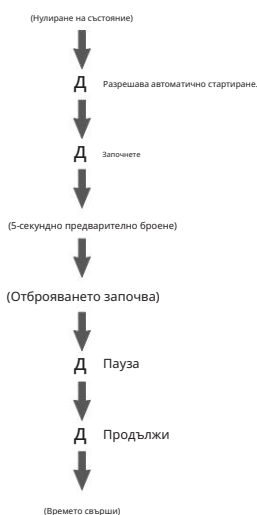 (Нулиране на състояние)
Д Разрешава автоматично стартиране.
Д Започнете
(5-секундно предварително броене)
(Отброяването започва)
Д Пауза
Д Продължи
(Времето свърши)